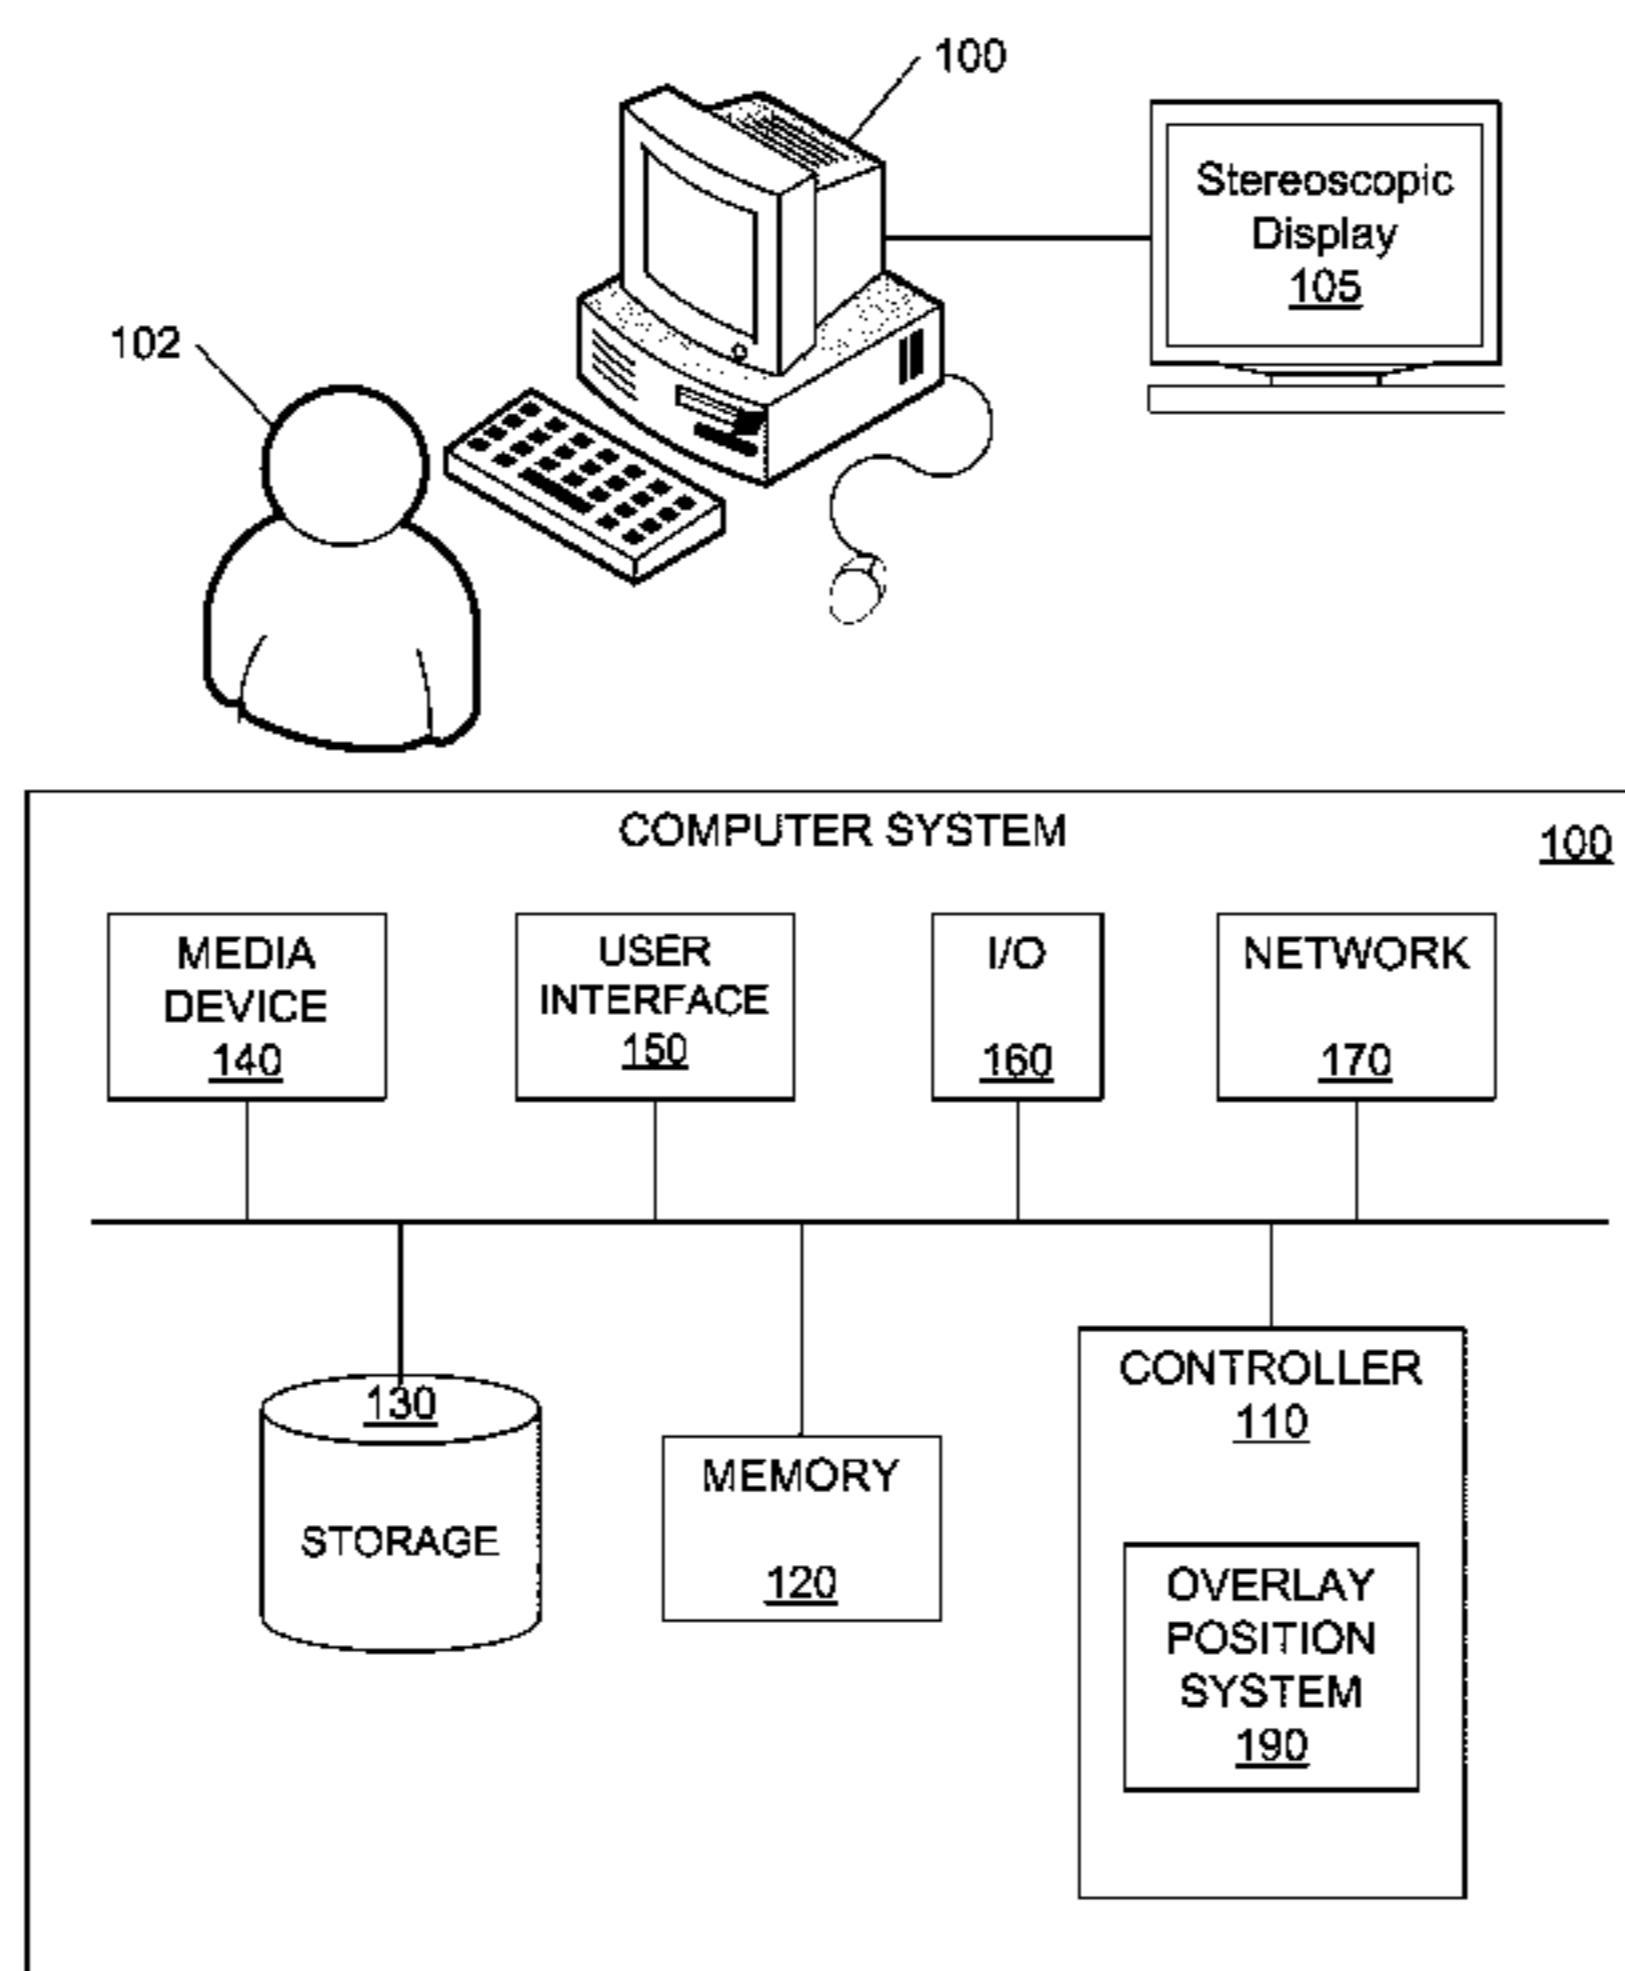 100
Stereoscopic
Display
105
102
COMPUTER SYSTEM
100
MEDIA
DEVICE
140
USER
INTERFACE
150
I/O
160
NETWORK
170
130
STORAGE
MEMORY
120
CONTROLLER
110
OVERLAY
POSITION
SYSTEM
190